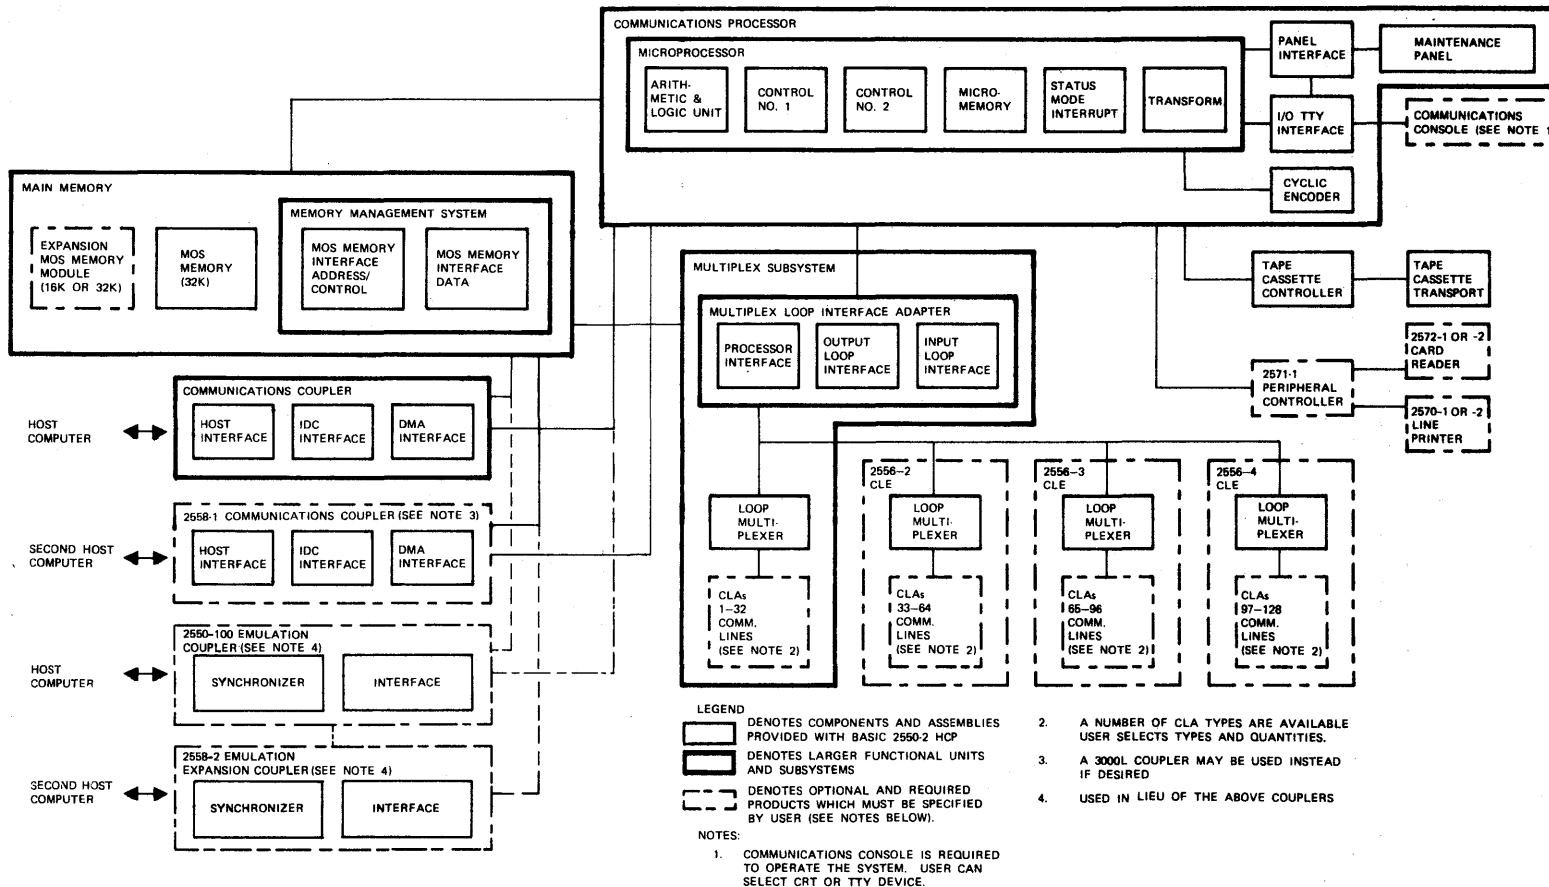 COMMUNICATIONS PROCESSOR
MICROPROCESSOR
ARITH-
METIC &
LOGIC UNIT
CONTROL
NO. 1
CONTROL
NO. 2
MICRO-
MEMORY
STATUS
MODE
INTERRUPT
TRANSFORM
PANEL
INTERFACE
MAINTENANCE
PANEL
I/O TTY
INTERFACE
COMMUNICATIONS
CONSOLE (SEE NOTE 1
CYCLIC
ENCODER
MAIN MEMORY
EXPANSION
MOS MEMORY
MODULE
(16K OR 32K)
MOS
MEMORY
(32K)
MEMORY MANAGEMENT SYSTEM
MOS MEMORY
INTERFACE
ADDRESS/
CONTROL
MOS MEMORY
INTERFACE
DATA
MULTIPLEX SUBSYSTEM
MULTIPLEX LOOP INTERFACE ADAPTER
PROCESSOR
INTERFACE
OUTPUT
LOOP
INTERFACE
INPUT
LOOP
INTERFACE
TAPE
CASSETTE
CONTROLLER
TAPE
CASSETTE
TRANSPORT
2571-1
PERIPHERAL
CONTROLLER
2572-1 OR -2
CARD
READER
2570-1 OR -2
LINE
PRINTER
HOST
COMPUTER
COMMUNICATIONS COUPLER
HOST
INTERFACE
IDC
INTERFACE
DMA
INTERFACE
SECOND HOST
COMPUTER
2558-1 COMMUNICATIONS COUPLER (SEE NOTE 3)
HOST
INTERFACE
IDC
INTERFACE
DMA
INTERFACE
HOST
COMPUTER
2550-100 EMULATION
COUPLER (SEE NOTE 4)
SYNCHRONIZER
INTERFACE
SECOND HOST
COMPUTER
2558-2 EMULATION
EXPANSION COUPLER (SEE NOTE 4)
SYNCHRONIZER
INTERFACE
LOOP
MULTI-
PLEXER
CLAs
1-32
COMM.
LINES
(SEE NOTE 2)
2556-2
CLE
LOOP
MULTI-
PLEXER
CLAs
33-64
COMM.
LINES
(SEE NOTE 2)
2556-3
CLE
LOOP
MULTI-
PLEXER
CLAs
65-96
COMM.
LINES
(SEE NOTE 2)
2556-4
CLE
LOOP
MULTI-
PLEXER
CLAs
97-128
COMM.
LINES
(SEE NOTE 2)
LEGEND
DENOTES COMPONENTS AND ASSEMBLIES
PROVIDED WITH BASIC 2550-2 HCP
DENOTES LARGER FUNCTIONAL UNITS
AND SUBSYSTEMS
DENOTES OPTIONAL AND REQUIRED
PRODUCTS WHICH MUST BE SPECIFIED
BY USER (SEE NOTES BELOW).
NOTES:
1. COMMUNICATIONS CONSOLE IS REQUIRED
TO OPERATE THE SYSTEM. USER CAN
SELECT CRT OR TTY DEVICE.
2. A NUMBER OF CLA TYPES ARE AVAILABLE
USER SELECTS TYPES AND QUANTITIES.
3. A 3000L COUPLER MAY BE USED INSTEAD
IF DESIRED
4. USED IN LIEU OF THE ABOVE COUPLERS